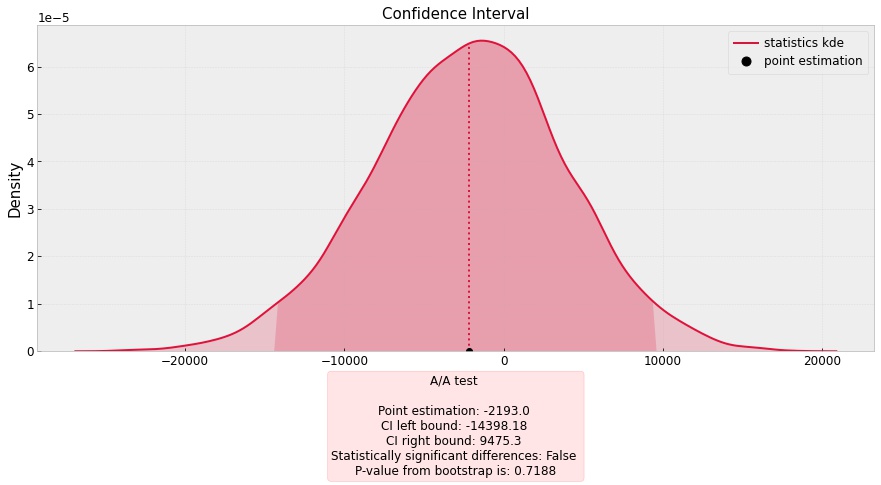 Confidence Interval
1e−5
statistics kde
point estimation
Density
6
5
4
3
2
1
0
−20000
−10000
0
10000
20000
A/A test
Point estimation: -2193.0
CI left bound: -14398.18
CI right bound: 9475.3
Statistically significant differences: False
P-value from bootstrap is: 0.7188